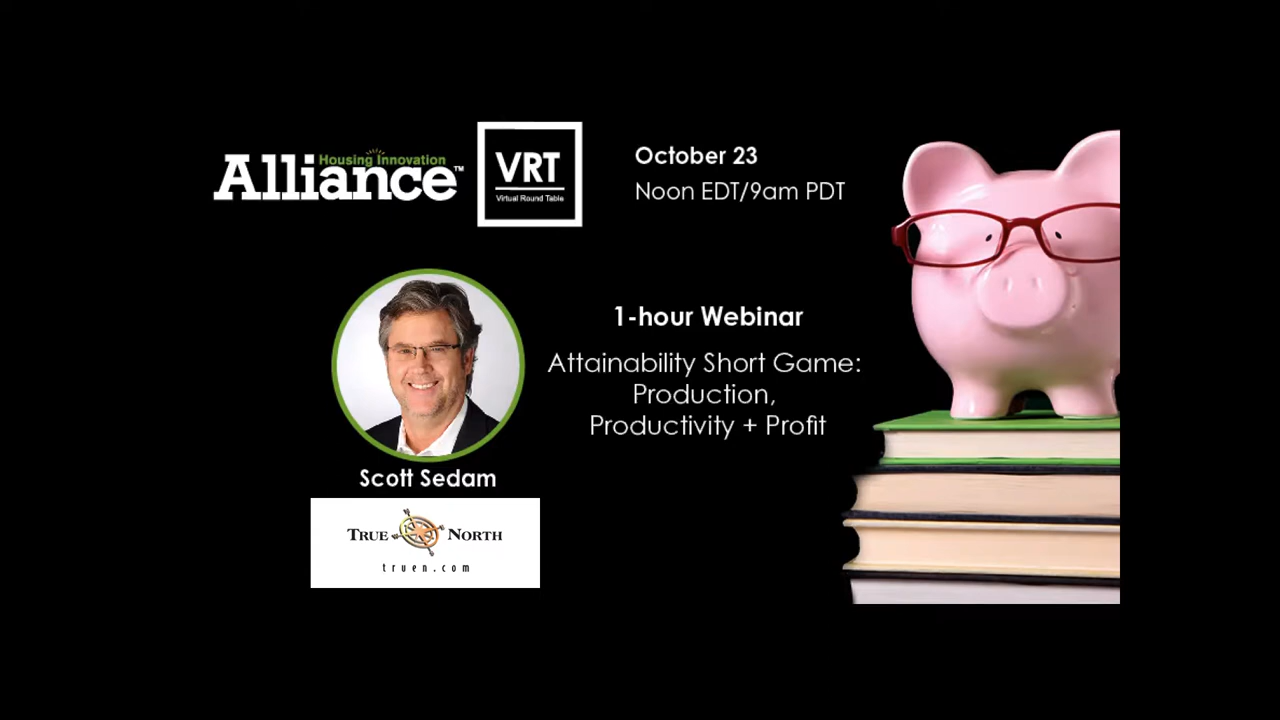 Housing Innovation
Alliance™
VRT
Virtual Round Table
October 23
Noon EDT/9am PDT
1-hour Webinar
Attainability Short Game:
Production,
Productivity + Profit
Scott Sedam
TRUE NORTH
truen.com